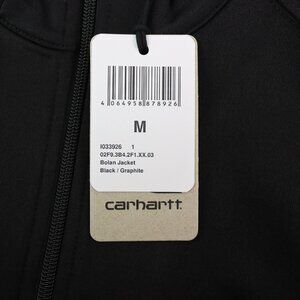 4 064958 878926
M
I033926 1
02F9.3B4.2F1.XX.03
Bolan Jacket
Black / Graphite
carhartt